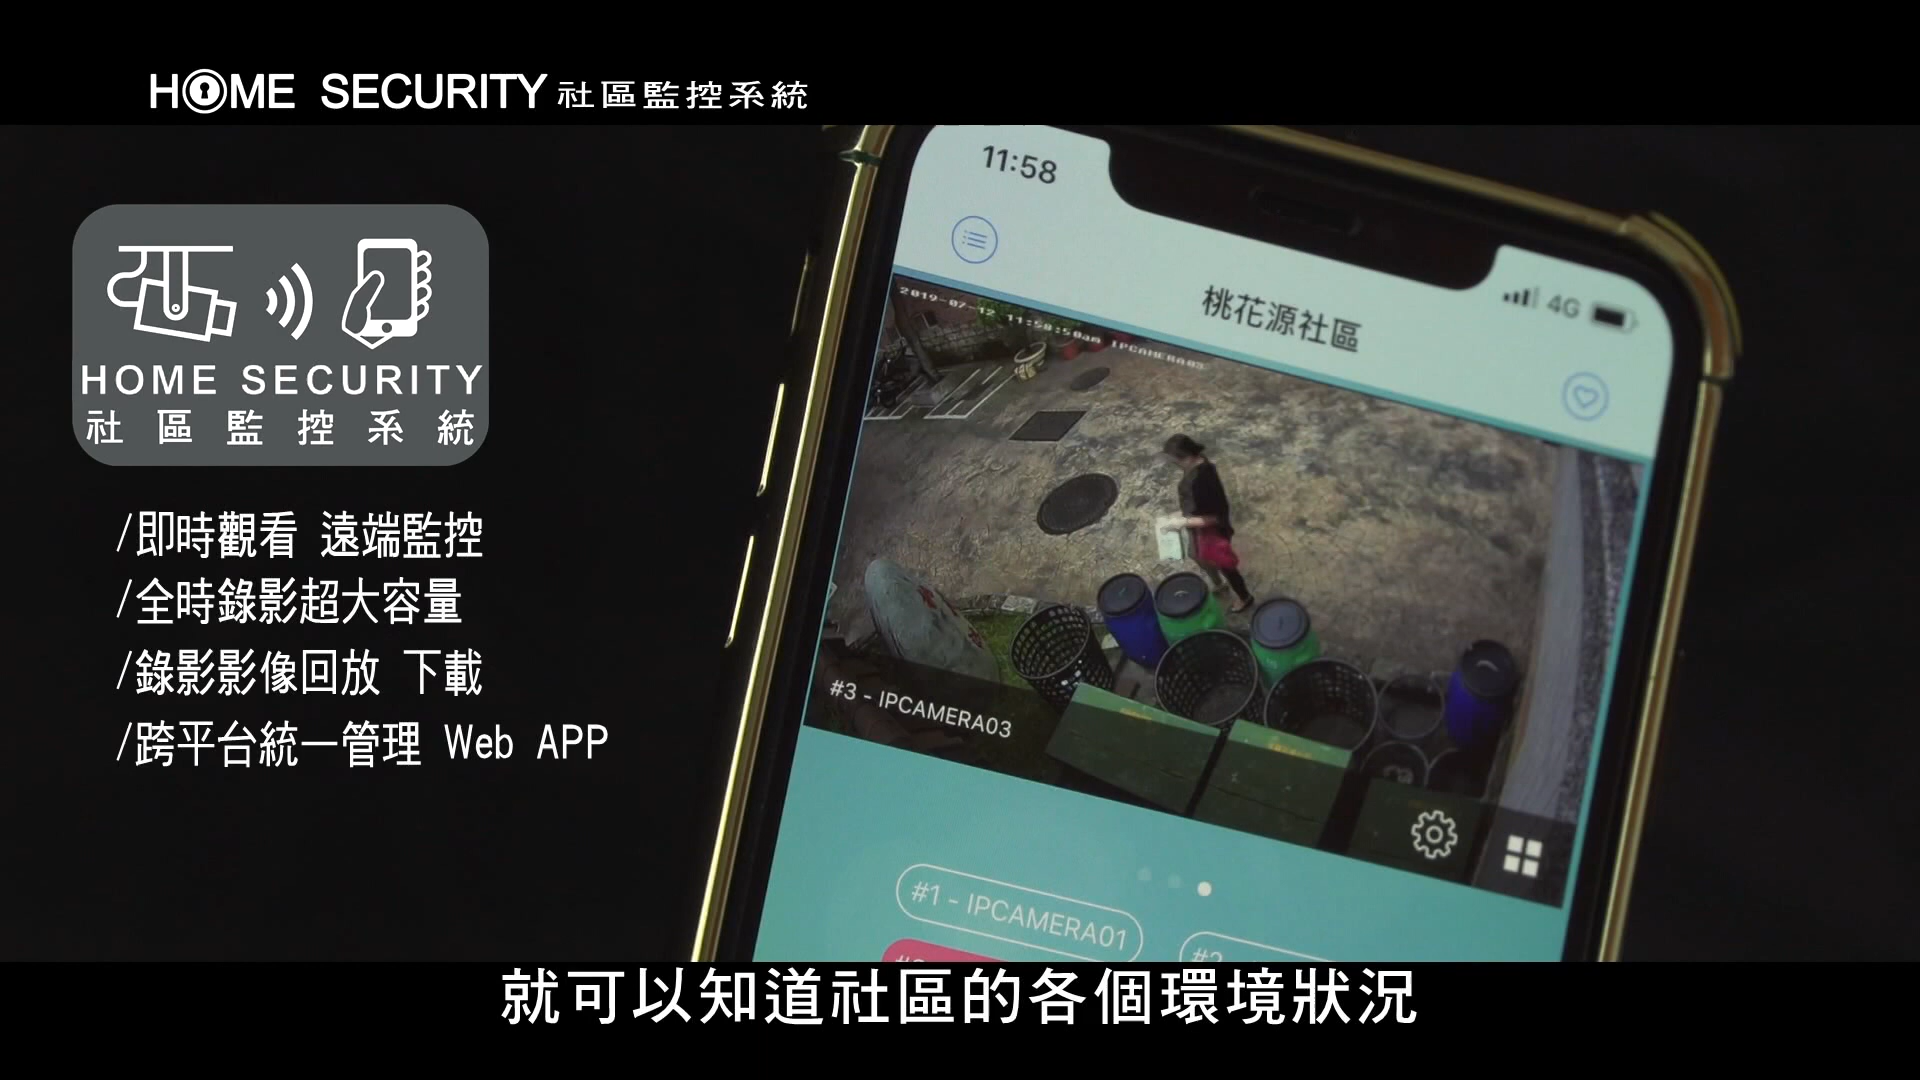 HOME SECURITY 社區監控系統
HOME SECURITY
社區監控系統
/即時觀看 遠端監控
/全時錄影超大容量
/錄影影像回放 下載
/跨平台統一管理 Web APP
11:58
4G
桃花源社區
2019-07-12 11:58:58am IPCAMERA03
#3 - IPCAMERA03
#1 - IPCAMERA01
就可以知道社區的各個環境狀況